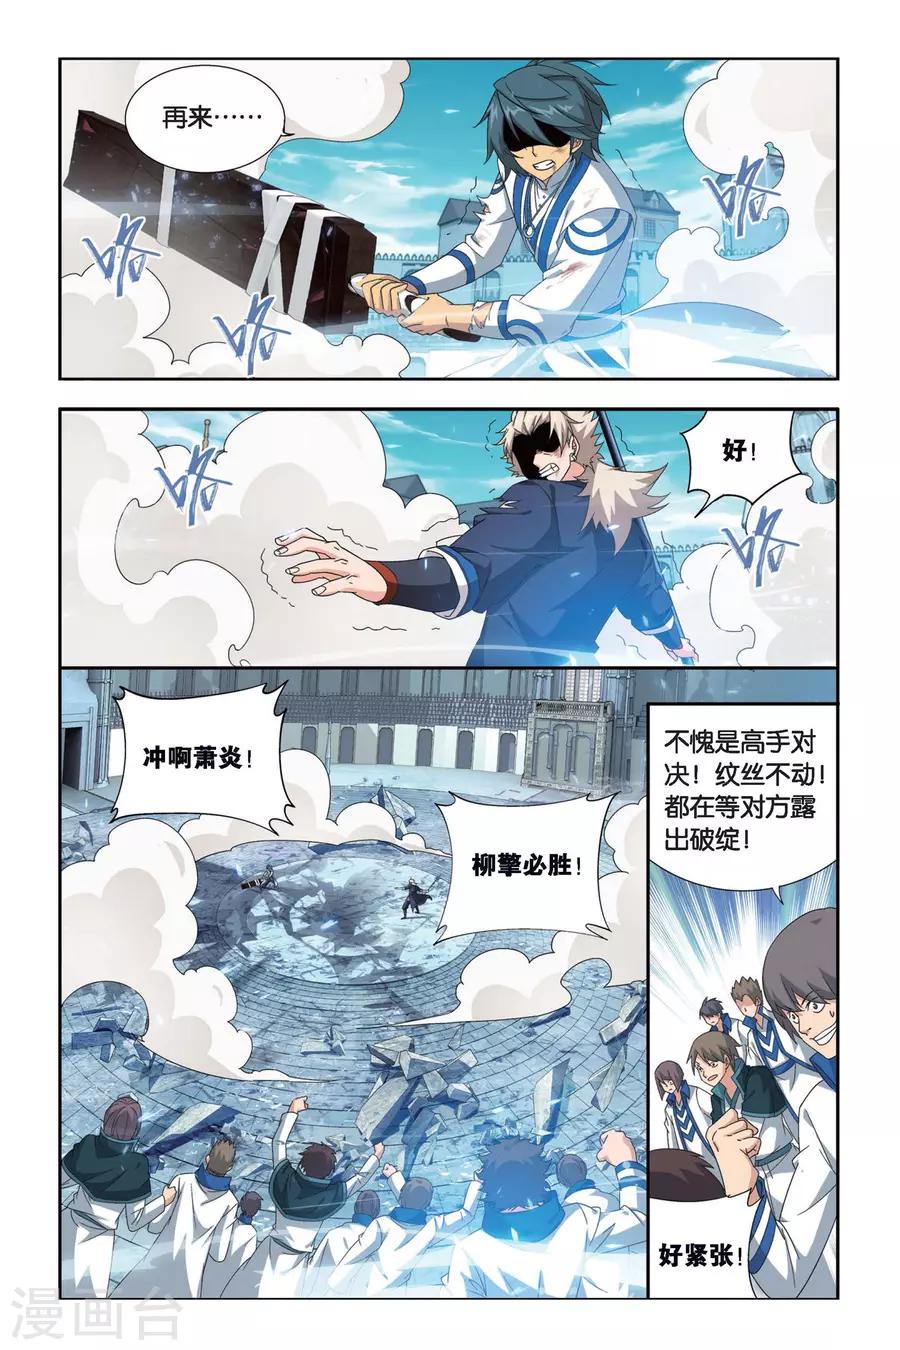 再来……
咯
咯
咯
咯
好！
咯
咯
冲啊萧炎！
柳擎必胜！
不愧是高手对
决！纹丝不动！
都在等对方露
出破绽！
好紧张！
漫画台